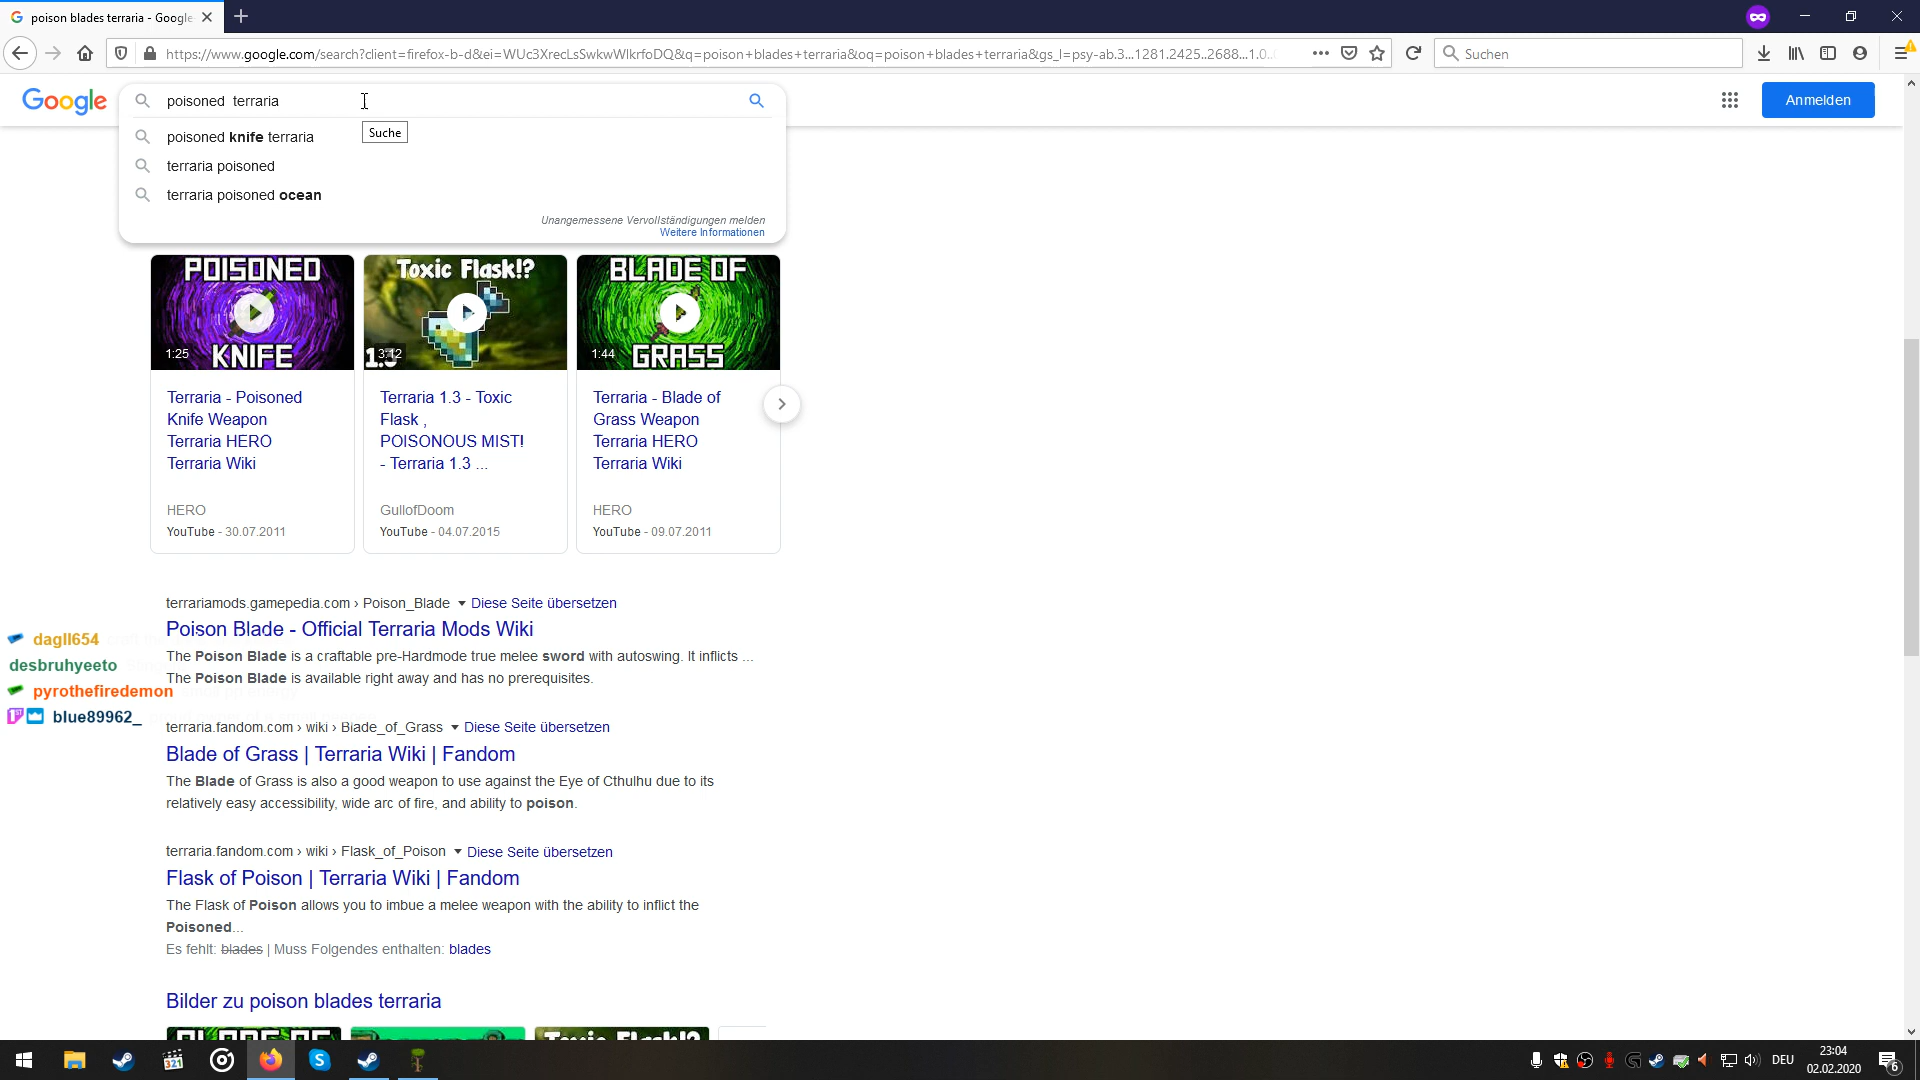 poison blades terraria - Google
https://www.google.com/search?client=firefox-b-d&ei=WUc3XrecLsSwkwWlkrfoDQ&q=poison+blades+terraria&oq=poison+blades+terraria&gs_l=psy-ab.3...1281.2425..2688...1.0..
Suchen
Google
poisoned  terraria
Anmelden
poisoned knife terraria
Suche
terraria poisoned
terraria poisoned ocean
Unangemessene Vervollständigungen melden
Weitere Informationen
POISONED
KNIFE
1:25
Toxic Flask!?
3:12
BLADE OF
GRASS
1:44
Terraria - Poisoned
Knife Weapon
Terraria HERO
Terraria Wiki
HERO
YouTube - 30.07.2011
Terraria 1.3 - Toxic
Flask ,
POISONOUS MIST!
- Terraria 1.3 ...
GullofDoom
YouTube - 04.07.2015
Terraria - Blade of
Grass Weapon
Terraria HERO
Terraria Wiki
HERO
YouTube - 09.07.2011
terrariamods.gamepedia.com › Poison_Blade ▾ Diese Seite übersetzen
Poison Blade - Official Terraria Mods Wiki
The Poison Blade is a craftable pre-Hardmode true melee sword with autoswing. It inflicts ...
The Poison Blade is available right away and has no prerequisites.
dagll654
desbruhyeeto
pyrothefiredemon
blue89962_
terraria.fandom.com › wiki › Blade_of_Grass ▾ Diese Seite übersetzen
Blade of Grass | Terraria Wiki | Fandom
The Blade of Grass is also a good weapon to use against the Eye of Cthulhu due to its
relatively easy accessibility, wide arc of fire, and ability to poison.
terraria.fandom.com › wiki › Flask_of_Poison ▾ Diese Seite übersetzen
Flask of Poison | Terraria Wiki | Fandom
The Flask of Poison allows you to imbue a melee weapon with the ability to inflict the
Poisoned...
Es fehlt: blades | Muss Folgendes enthalten: blades
Bilder zu poison blades terraria
BLADE OF
Toxic Flask!?
321
DEU
23:04
02.02.2020
6